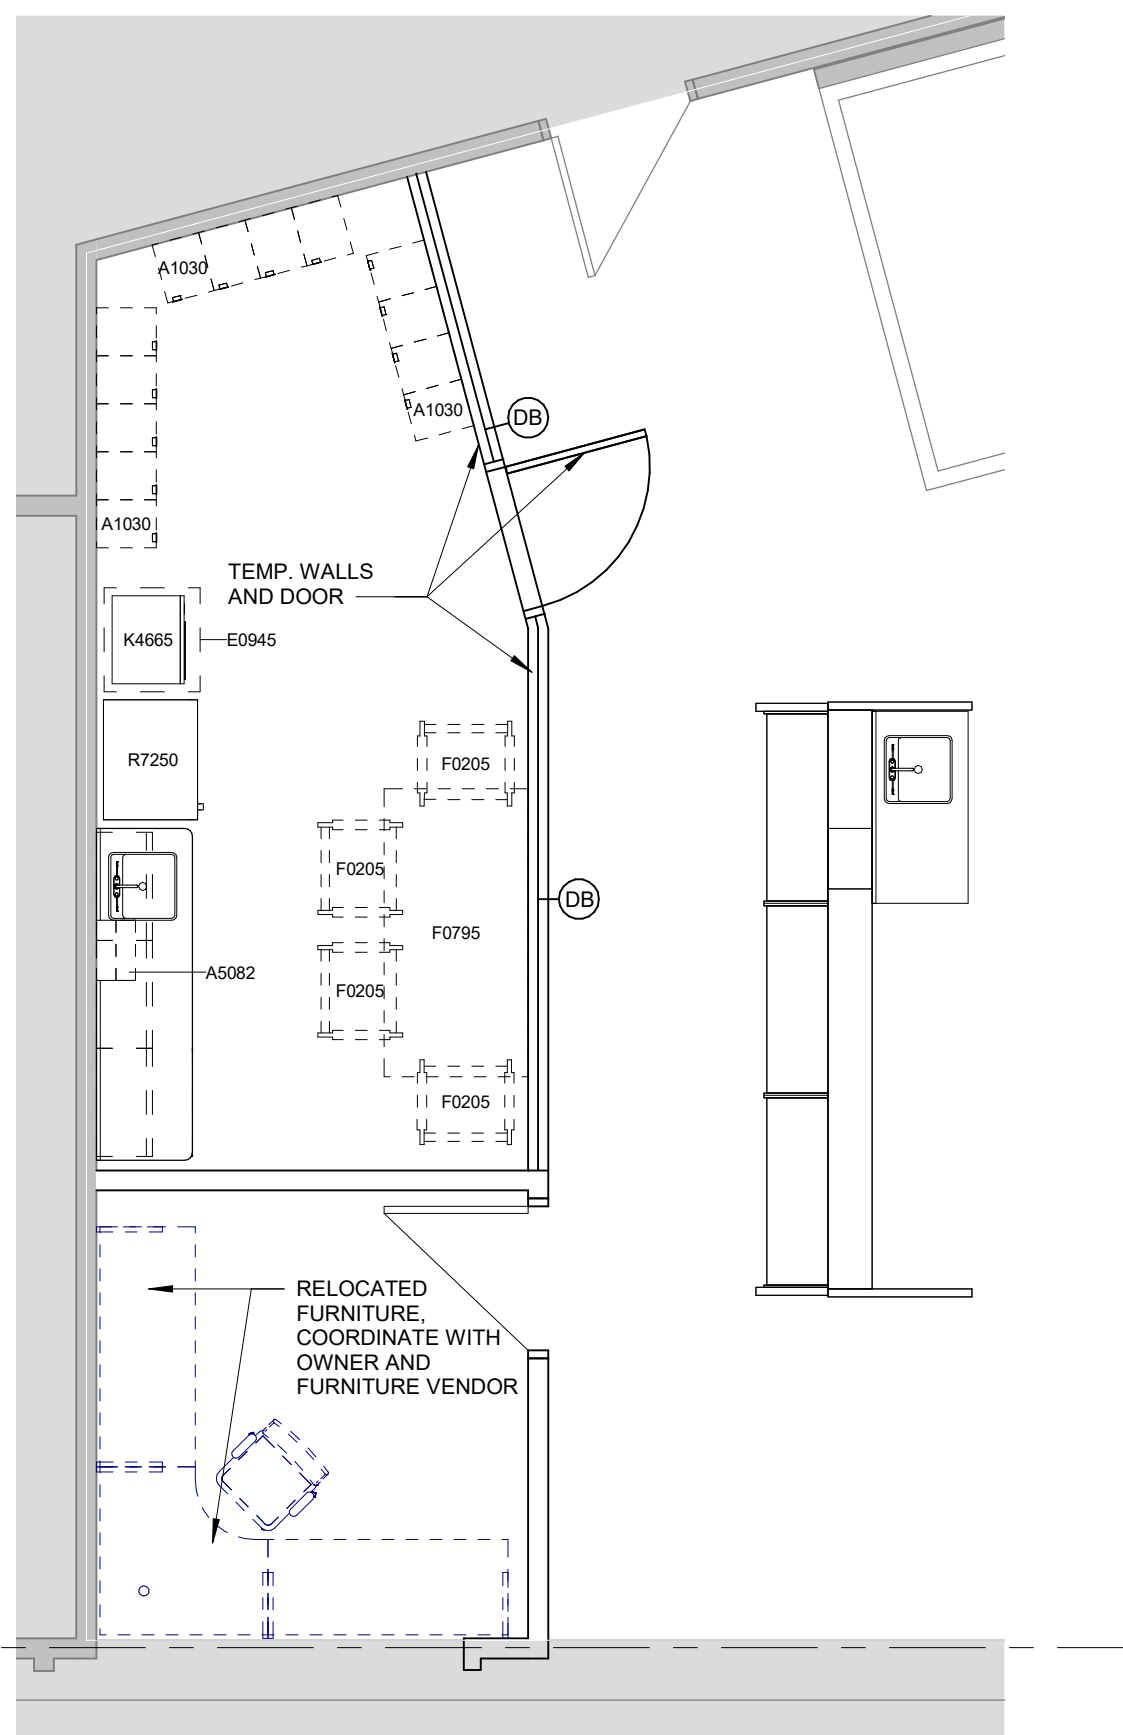 A1030
A1030
DB
A1030
TEMP. WALLS
AND DOOR
K4665
E0945
R7250
F0205
F0205
DB
F0795
A5082
F0205
F0205
RELOCATED
FURNITURE,
COORDINATE WITH
OWNER AND
FURNITURE VENDOR